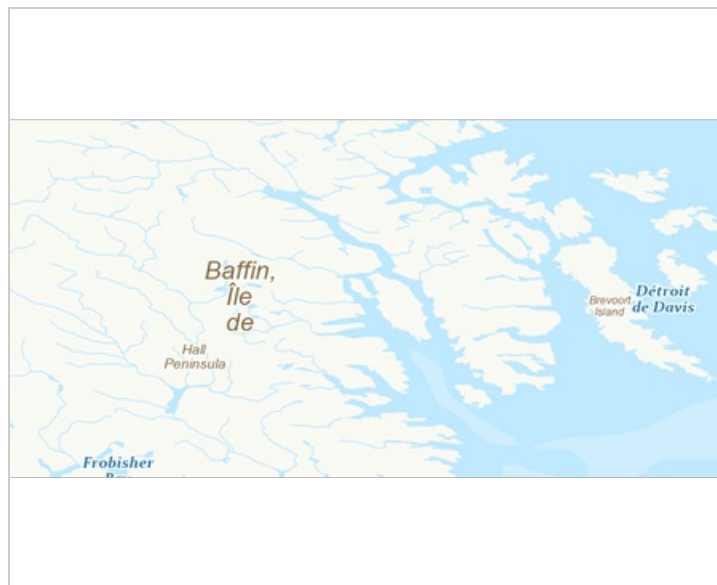 Baffin,
Île
de
Hall
Peninsula
Brevoort
Island
Détroit
de Davis
Frobisher